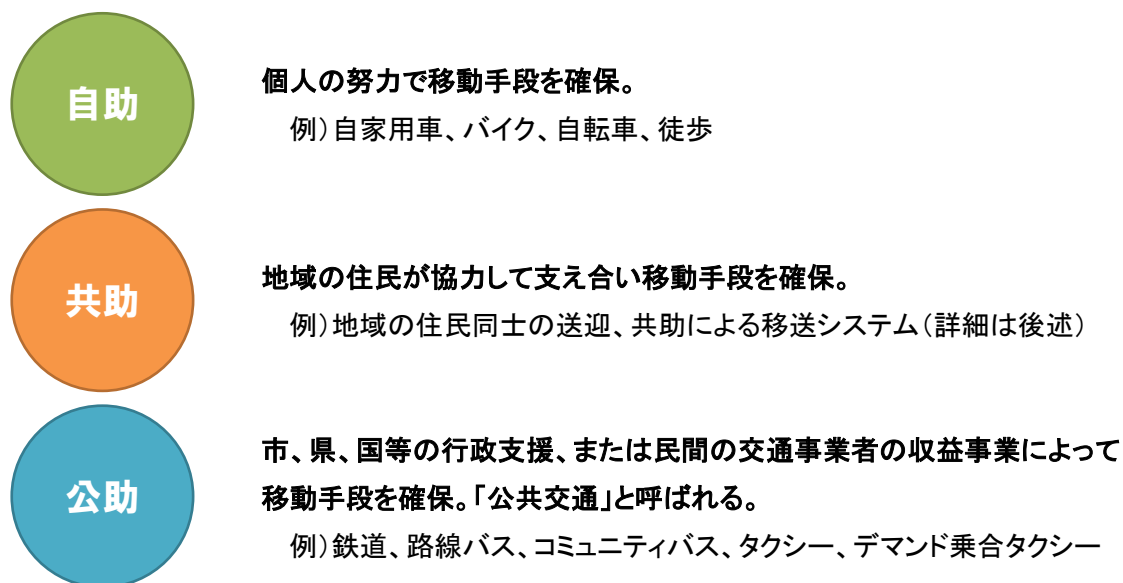 自助
個人の努力で移動手段を確保。
例）自家用車、バイク、自転車、徒歩
共助
地域の住民が協力して支え合い移動手段を確保。
例）地域の住民同士の送迎、共助による移送システム（詳細は後述）
公助
市、県、国等の行政支援、または民間の交通事業者の収益事業によって
移動手段を確保。「公共交通」と呼ばれる。
例）鉄道、路線バス、コミュニティバス、タクシー、デマンド乗合タクシー